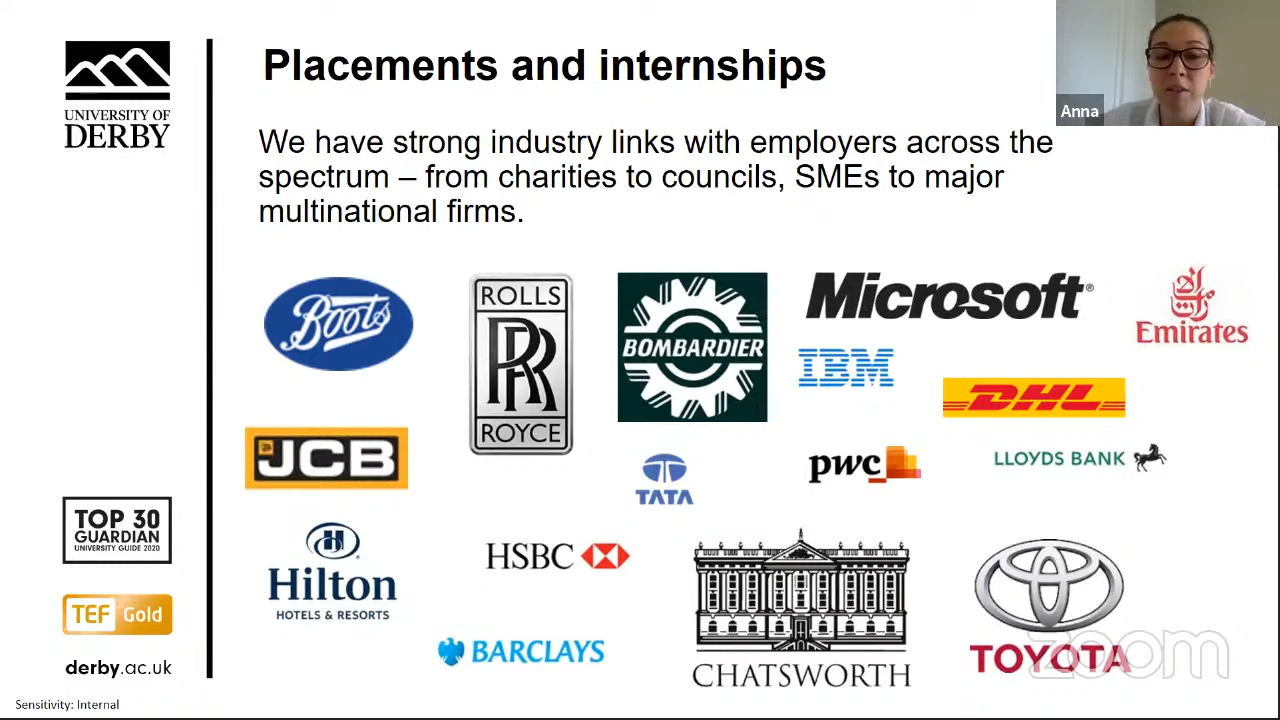 Placements and internships
Anna
UNIVERSITY OF
DERBY
We have strong industry links with employers across the
spectrum – from charities to councils, SMEs to major
multinational firms.
Boots
ROLLS
RR
ROYCE
BOMBARDIER
Microsoft®
Emirates
IBM
DHL
JCB
TATA
pwc
LLOYDS BANK
Hilton
HOTELS & RESORTS
HSBC
BARCLAYS
CHATSWORTH
TOYOTA
zoom
TOP 30
GUARDIAN
UNIVERSITY GUIDE 2020
TEF Gold
derby.ac.uk
Sensitivity: Internal